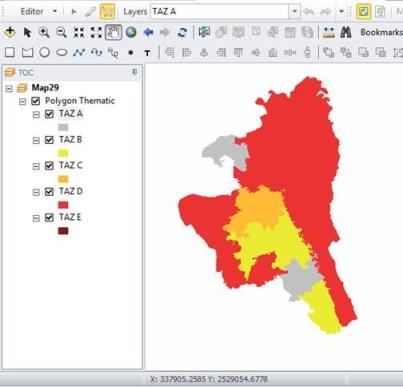 Editor Layers TAZ A
Bookmarks
TOC
Map29
Polygon Thematic
TAZ A
TAZ B
TAZ C
TAZ D
TAZ E
X: 337905.2585 Y: 2529054.6778